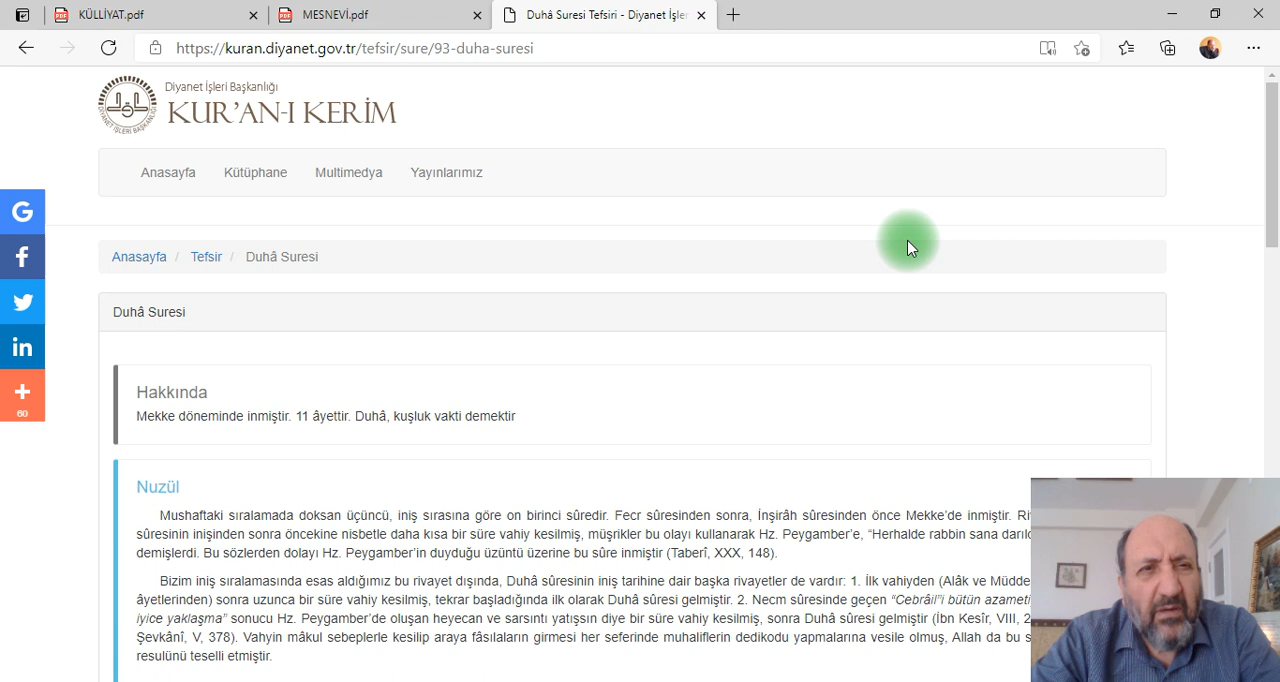 KÜLLİYAT.pdf
MESNEVİ.pdf
Duhâ Suresi Tefsiri - Diyanet İşle
https://kuran.diyanet.gov.tr/tefsir/sure/93-duha-suresi
Diyanet İşleri Başkanlığı
KUR'AN-I KERİM
DİYANET İŞLERİ BAŞKANLIĞI
Anasayfa Kütüphane Multimedya Yayınlarımız
Anasayfa / Tefsir / Duhâ Suresi
Duhâ Suresi
60
Hakkında
Mekke döneminde inmiştir. 11 âyettir. Duhâ, kuşluk vakti demektir
Nuzül
Mushaftaki sıralamada doksan üçüncü, iniş sırasına göre on birinci sûredir. Fecr sûresinden sonra, İnşirâh sûresinden önce Mekke'de inmiştir. Ri
sûresinin inişinden sonra öncekine nisbetle daha kısa bir süre vahiy kesilmiş, müşrikler bu olayı kullanarak Hz. Peygamber'e, "Herhalde rabbin sana darıld
demişlerdi. Bu sözlerden dolayı Hz. Peygamber'in duyduğu üzüntü üzerine bu sûre inmiştir (Taberî, XXX, 148).
Bizim iniş sıralamasında esas aldığımız bu rivayet dışında, Duhâ sûresinin iniş tarihine dair başka rivayetler de vardır: 1. İlk vahiyden (Alâk ve Müdde
âyetlerinden) sonra uzunca bir süre vahiy kesilmiş, tekrar başladığında ilk olarak Duhâ sûresi gelmiştir. 2. Necm sûresinde geçen "Cebrâil'i bütün azameti
iyice yaklaşma" sonucu Hz. Peygamber'de oluşan heyecan ve sarsıntı yatışsın diye bir süre vahiy kesilmiş, sonra Duhâ sûresi gelmiştir (İbn Kesîr, VIII, 2
Şevkânî, V, 378). Vahyin mâkul sebeplerle kesilip araya fâsılaların girmesi her seferinde muhaliflerin dedikodu yapmalarına vesile olmuş, Allah da bu s
resulünü teselli etmiştir.